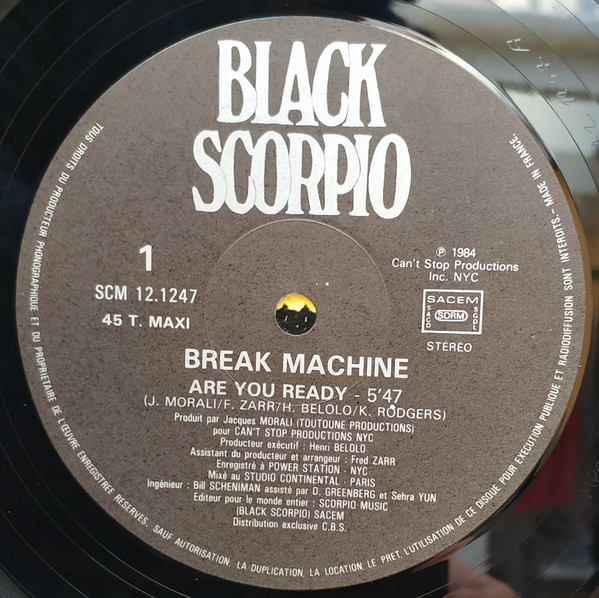 BLACK
SCORPIO
1
SCM 12.1247
45 T. MAXI
℗ 1984
Can't Stop Productions
Inc. NYC
SACEM
SACD
SDRM
SGDL
STÉRÉO
BREAK MACHINE
ARE YOU READY - 5'47
(J. MORALI/F. ZARR/H. BELOLO/K. RODGERS)
Produit par Jacques MORALI (TOUTOUNE PRODUCTIONS)
pour CAN'T STOP PRODUCTIONS NYC
Producteur exécutif : Henri BELOLO
Assistant du producteur et arrangeur : Fred ZARR
Enregistré à POWER STATION - NYC
Mixé au STUDIO CONTINENTAL - PARIS
Ingénieur : Bill SCHENIMAN assisté par D. GREENBERG et Sehra YUN
Editeur pour le monde entier : SCORPIO MUSIC
(BLACK SCORPIO) SACEM
Distribution exclusive C.B.S.
TOUS DROITS DU PRODUCTEUR PHONOGRAPHIQUE ET DU PROPRIETAIRE DE L'ŒUVRE ENREGISTREE RESERVES. SAUF AUTORISATION, LA DUPLICATION, LA LOCATION, LE PRET, L'UTILISATION DE CE DISQUE POUR EXECUTION PUBLIQUE ET RADIODIFFUSION SONT INTERDITS - MADE IN FRANCE.